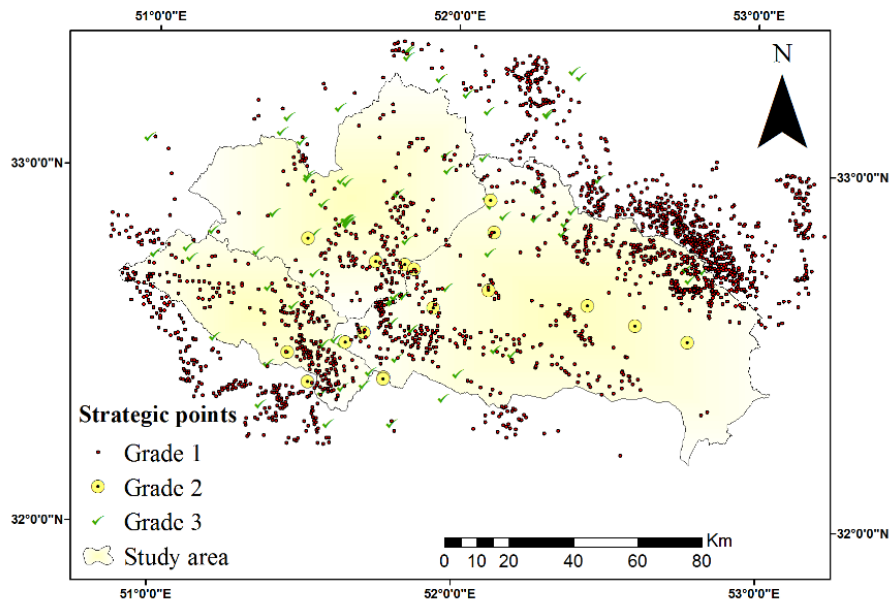 51°0'0"E 52°0'0"E 53°0'0"E
N
33°0'0"N 33°0'0"N
Strategic points
Grade 1
Grade 2
Grade 3
Study area
32°0'0"N 32°0'0"N
Km
0 10 20 40 60 80
51°0'0"E 52°0'0"E 53°0'0"E